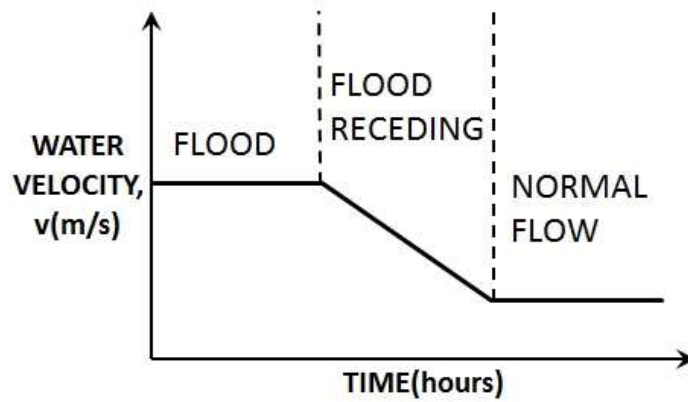 FLOOD
RECEDING
FLOOD
WATER
VELOCITY,
v(m/s)
NORMAL
FLOW
TIME(hours)